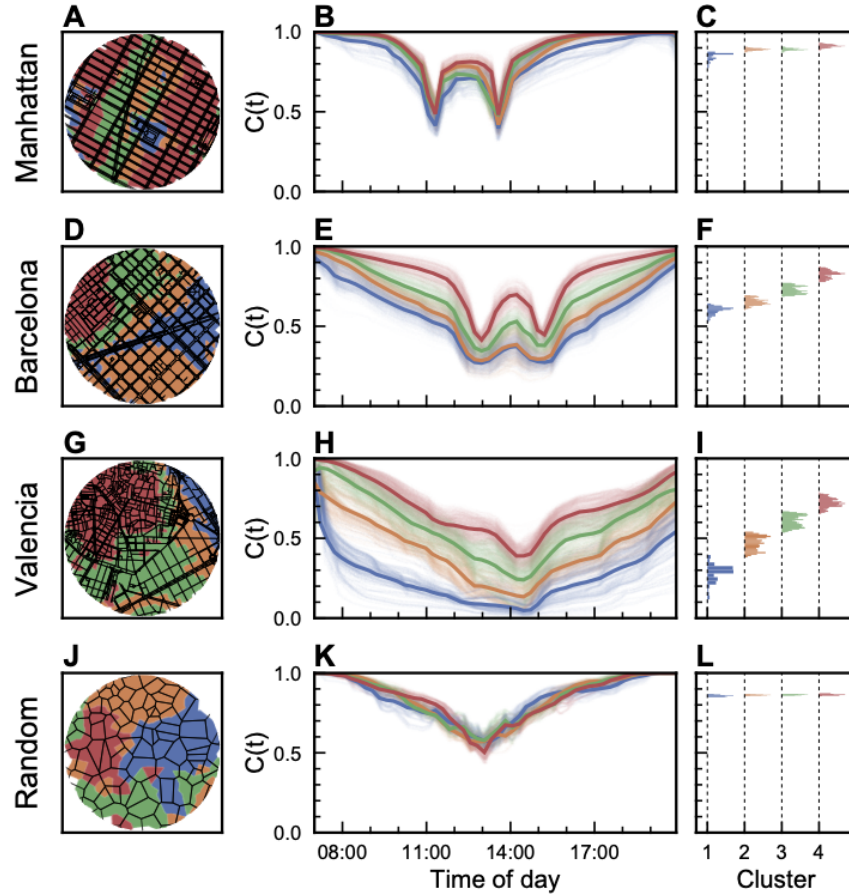 A B C
Manhattan
C(t)
1.0
0.5
0.0
D E F
Barcelona
C(t)
1.0
0.5
0.0
G H I
Valencia
C(t)
1.0
0.5
0.0
J K L
Random
C(t)
1.0
0.5
0.0
08:00 11:00 14:00 17:00 1 2 3 4
Time of day Cluster